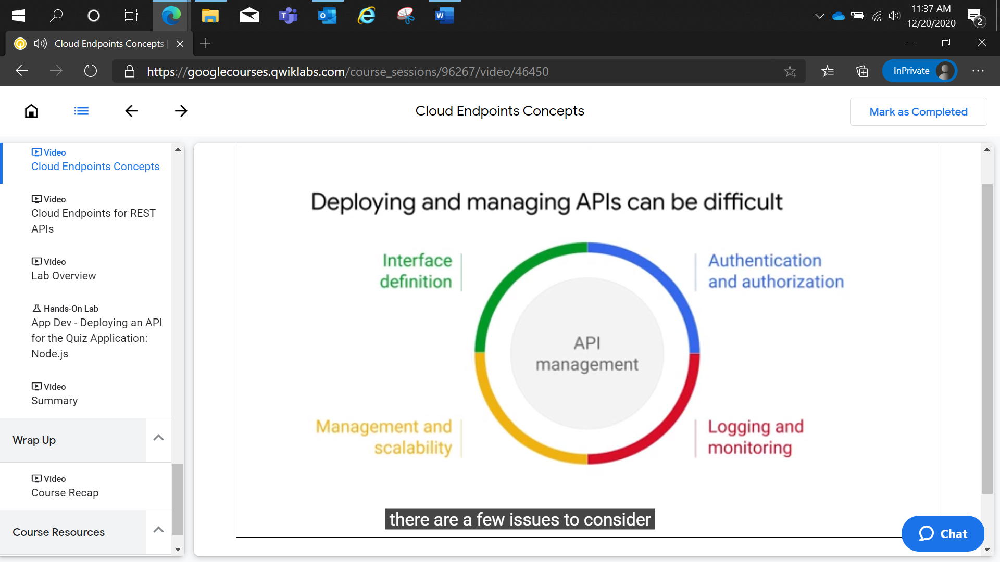 11:37 AM
12/20/2020
2
Cloud Endpoints Concepts |
https://googlecourses.qwiklabs.com/course_sessions/96267/video/46450
InPrivate
Cloud Endpoints Concepts
Mark as Completed
Video
Cloud Endpoints Concepts
Video
Cloud Endpoints for REST
APIs
Video
Lab Overview
Hands-On Lab
App Dev - Deploying an API
for the Quiz Application:
Node.js
Video
Summary
Wrap Up
Video
Course Recap
Course Resources
Deploying and managing APIs can be difficult
Interface
definition
Authentication
and authorization
API
management
Management and
scalability
Logging and
monitoring
there are a few issues to consider
Chat